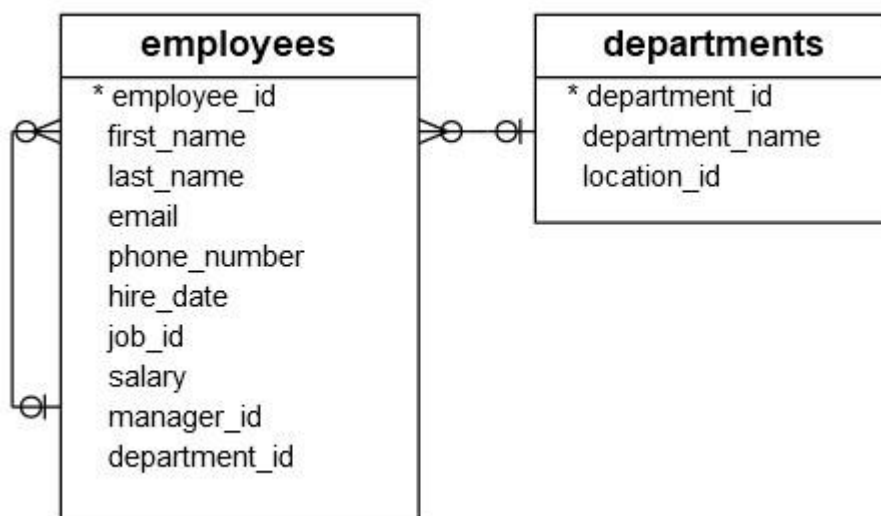 employees
* employee_id
first_name
last_name
email
phone_number
hire_date
job_id
salary
manager_id
department_id
departments
* department_id
department_name
location_id